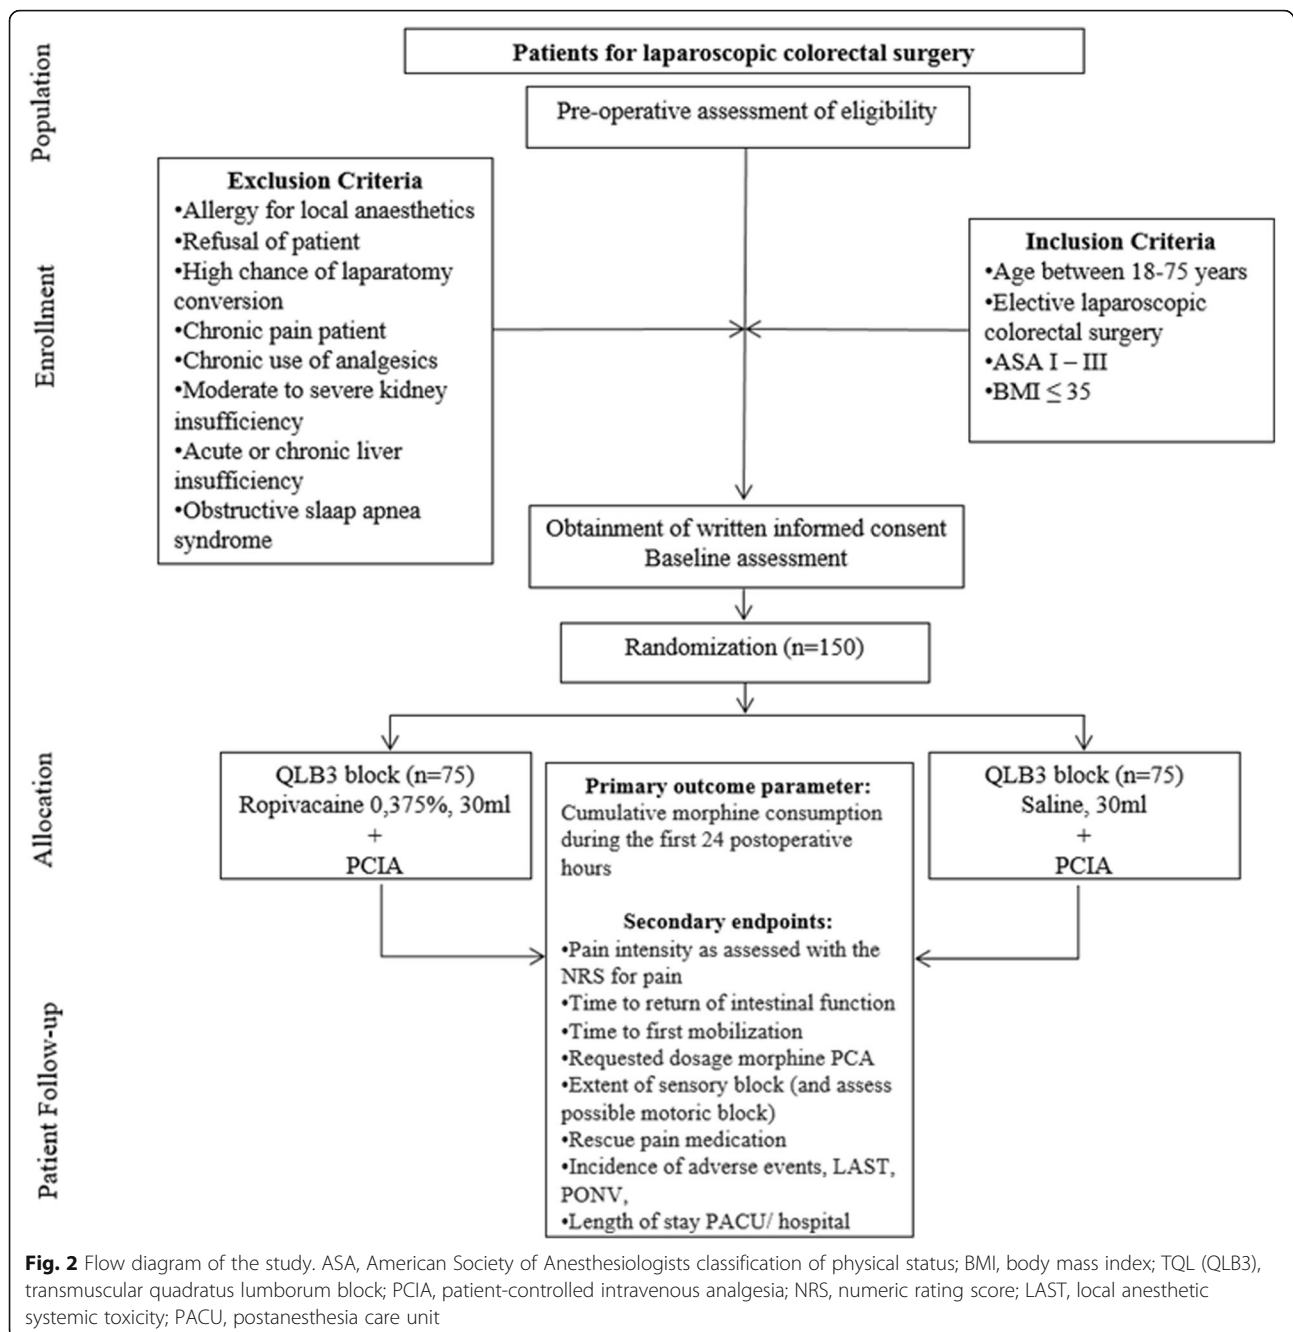 Population
Patients for laparoscopic colorectal surgery
Pre-operative assessment of eligibility
Enrollment
Exclusion Criteria
•Allergy for local anaesthetics
•Refusal of patient
•High chance of laparatomy
conversion
•Chronic pain patient
•Chronic use of analgesics
•Moderate to severe kidney
insufficiency
•Acute or chronic liver
insufficiency
•Obstructive slaap apnea
syndrome
Inclusion Criteria
•Age between 18-75 years
•Elective laparoscopic
colorectal surgery
•ASA I – III
•BMI ≤ 35
Obtainment of written informed consent
Baseline assessment
Randomization (n=150)
Allocation
QLB3 block (n=75)
Ropivacaine 0,375%, 30ml
+
PCIA
QLB3 block (n=75)
Saline, 30ml
+
PCIA
Patient Follow-up
Primary outcome parameter:
Cumulative morphine consumption
during the first 24 postoperative
hours
Secondary endpoints:
•Pain intensity as assessed with the
NRS for pain
•Time to return of intestinal function
•Time to first mobilization
•Requested dosage morphine PCA
•Extent of sensory block (and assess
possible motoric block)
•Rescue pain medication
•Incidence of adverse events, LAST,
PONV,
•Length of stay PACU/ hospital
Fig. 2 Flow diagram of the study. ASA, American Society of Anesthesiologists classification of physical status; BMI, body mass index; TQL (QLB3),
transmuscular quadratus lumborum block; PCIA, patient-controlled intravenous analgesia; NRS, numeric rating score; LAST, local anesthetic
systemic toxicity; PACU, postanesthesia care unit